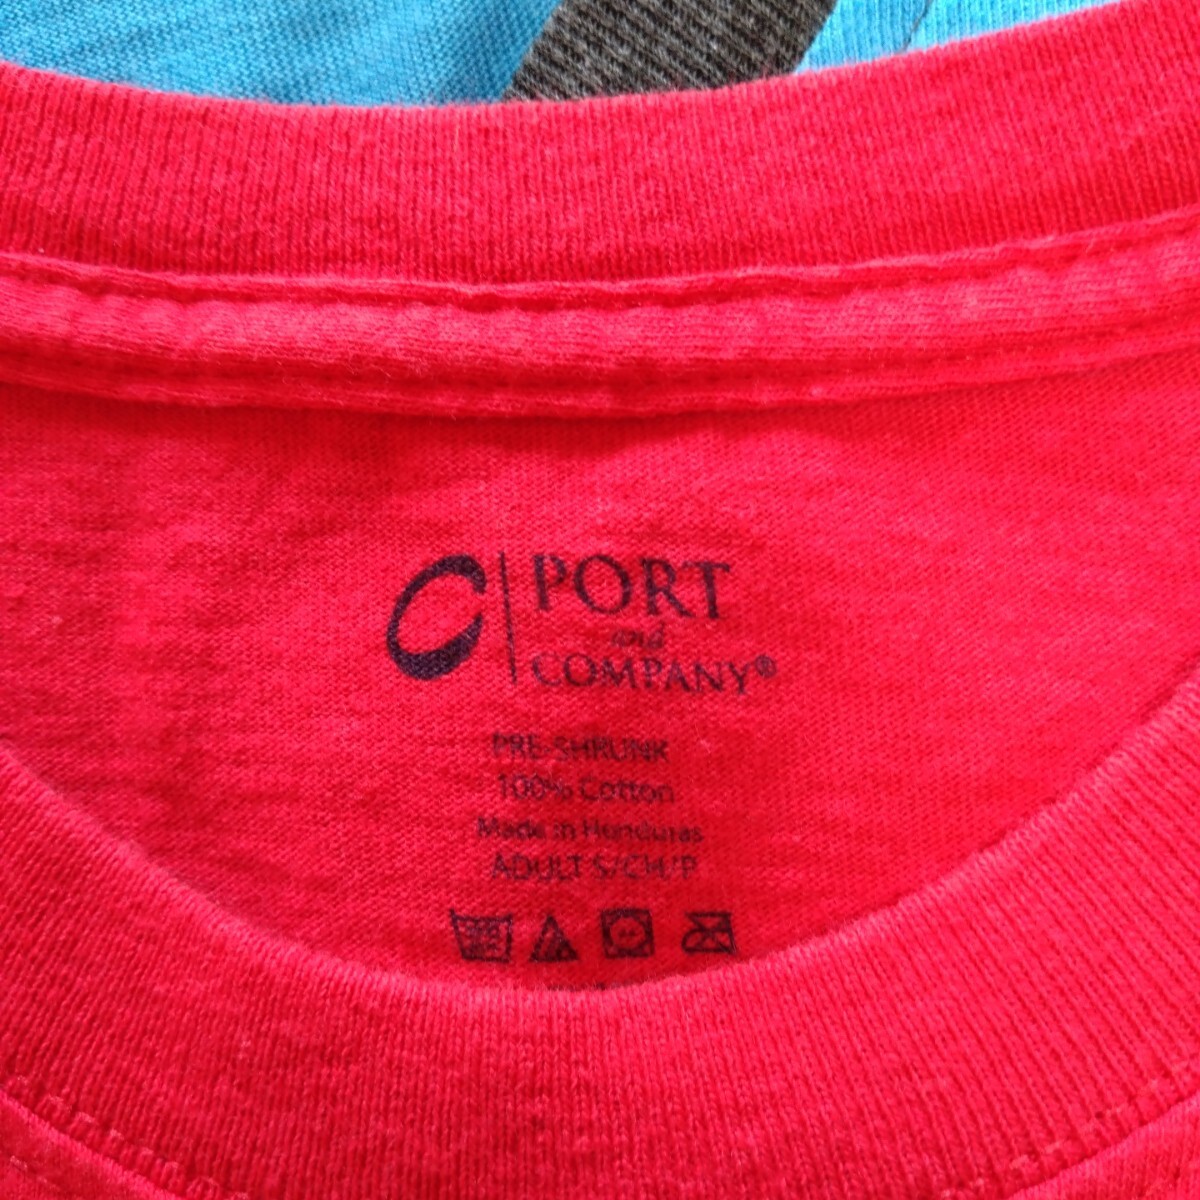 PORT
and
COMPANY®
PRE-SHRUNK
100% Cotton
Made in Honduras
ADULT S/CH/P